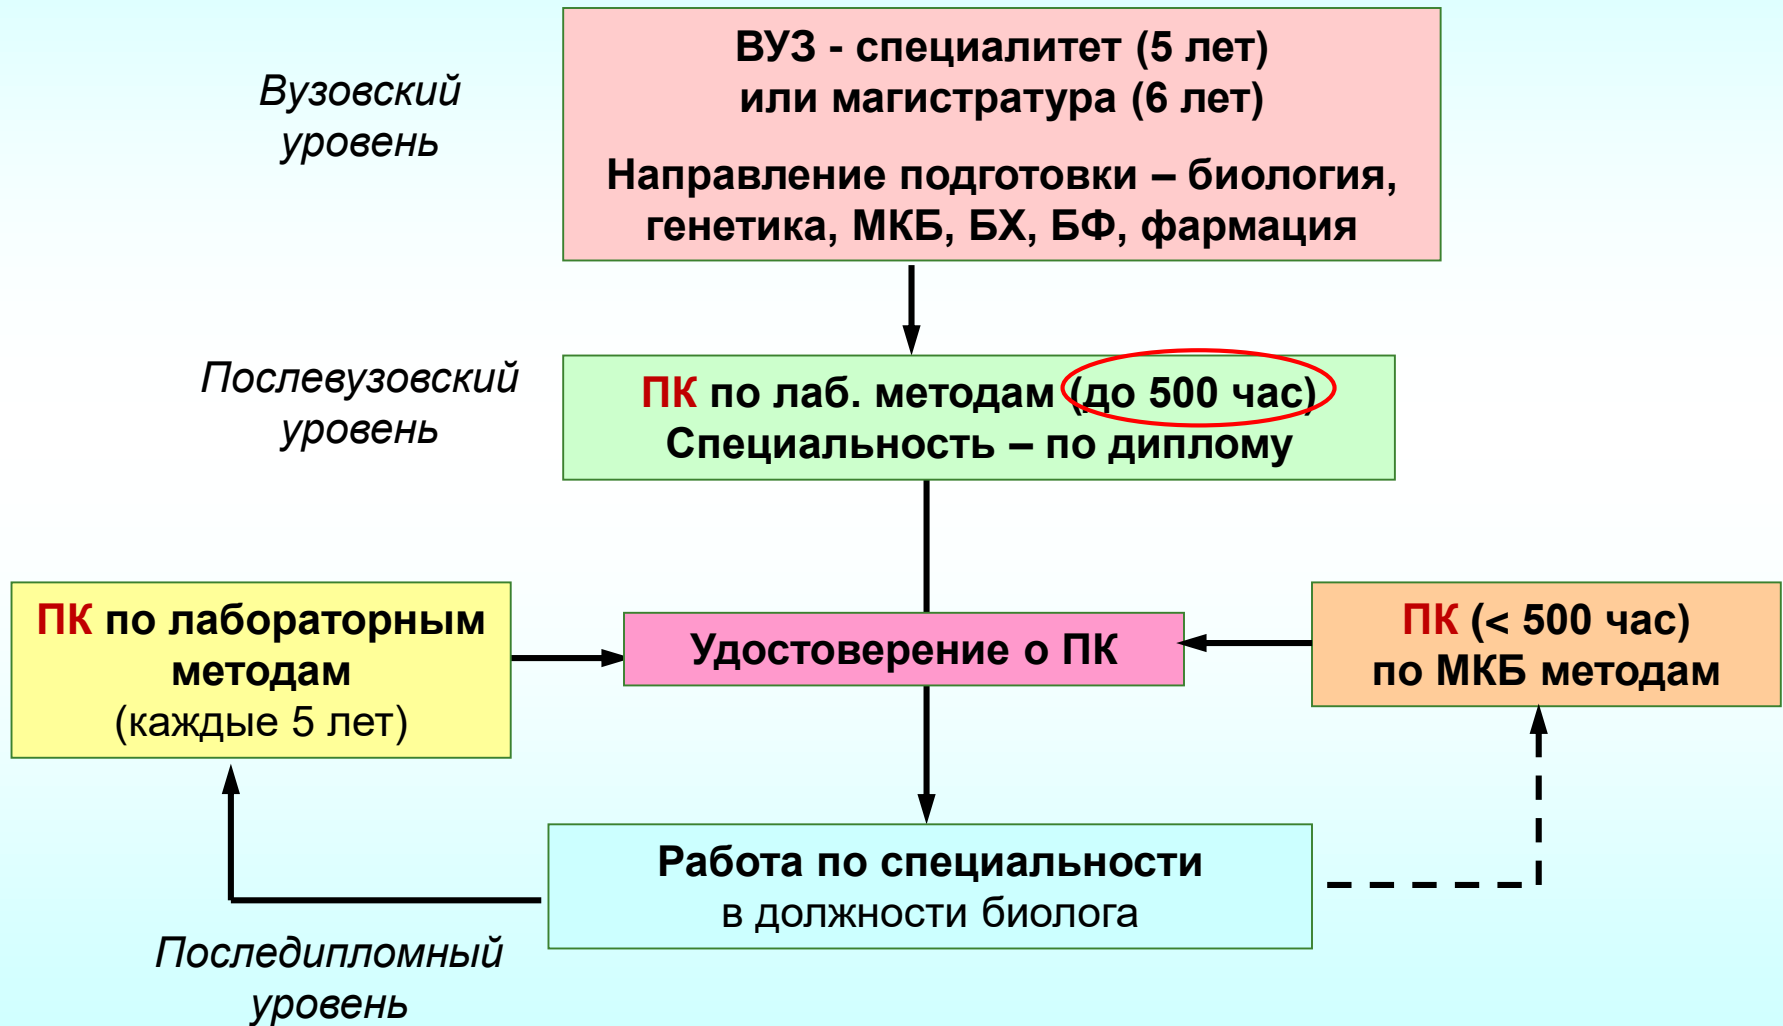 ВУЗ - специалитет (5 лет)
или магистратура (6 лет)
Направление подготовки – биология,
генетика, МКБ, БХ, БФ, фармация
Вузовский
уровень
Послевузовский
уровень
ПК по лаб. методам (до 500 час)
Специальность – по диплому
ПК по лабораторным
методам
(каждые 5 лет)
Удостоверение о ПК
ПК (< 500 час)
по МКБ методам
Работа по специальности
в должности биолога
Последипломный
уровень